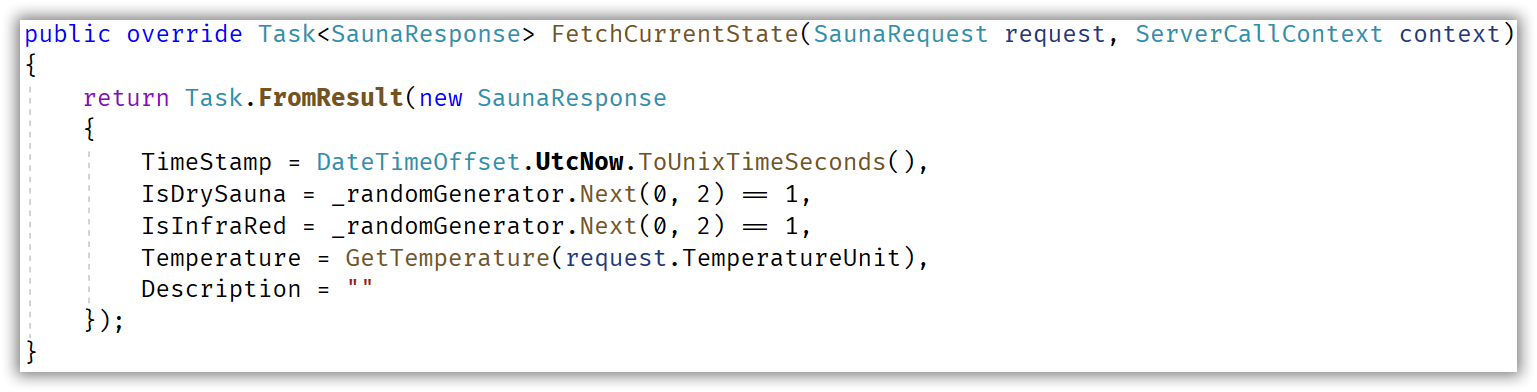 public override Task<SaunaResponse> FetchCurrentState(SaunaRequest request, ServerCallContext context)
{
    return Task.FromResult(new SaunaResponse
    {
        TimeStamp = DateTimeOffset.UtcNow.ToUnixTimeSeconds(),
        IsDrySauna = _randomGenerator.Next(0, 2) == 1,
        IsInfraRed = _randomGenerator.Next(0, 2) == 1,
        Temperature = GetTemperature(request.TemperatureUnit),
        Description = ""
    });
}